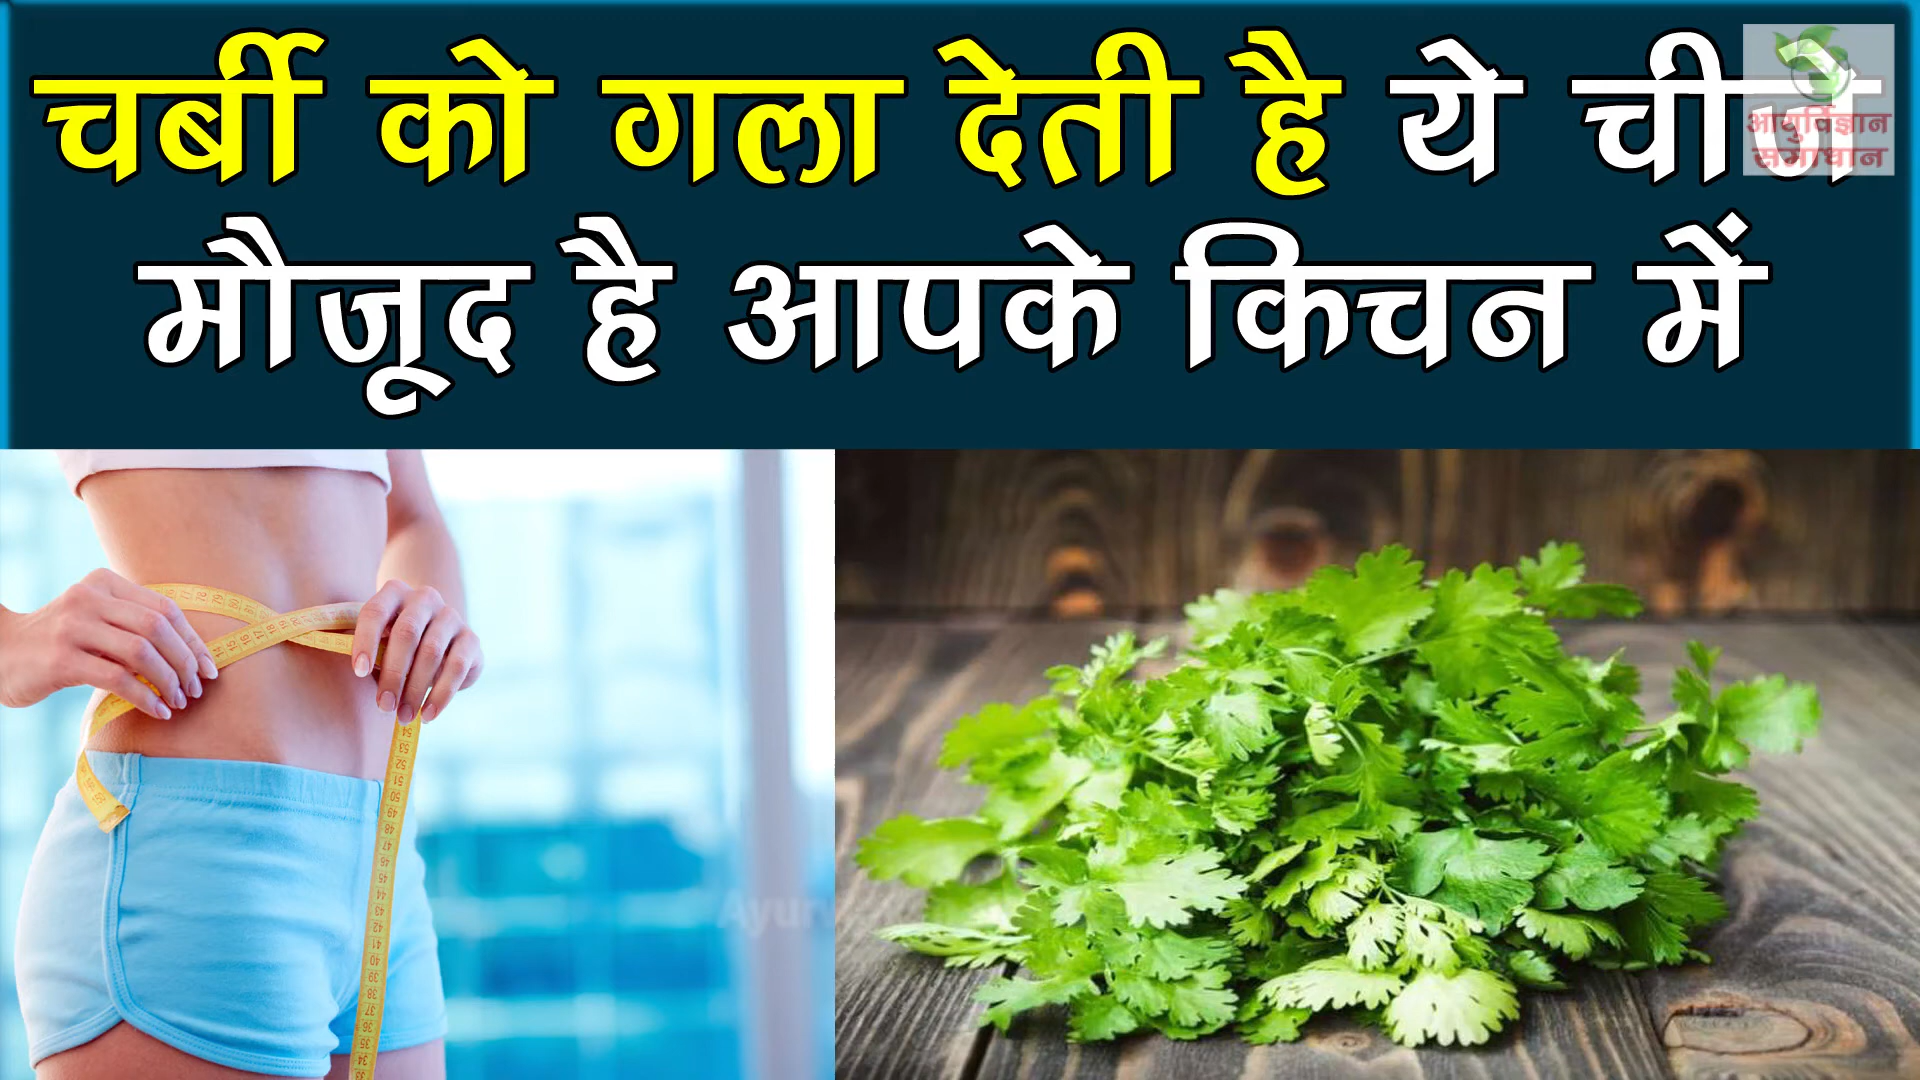 चर्बी को गला देती है ये चीजे
मौजूद है आपके किचन में
आयुर्विज्ञान
समाधान